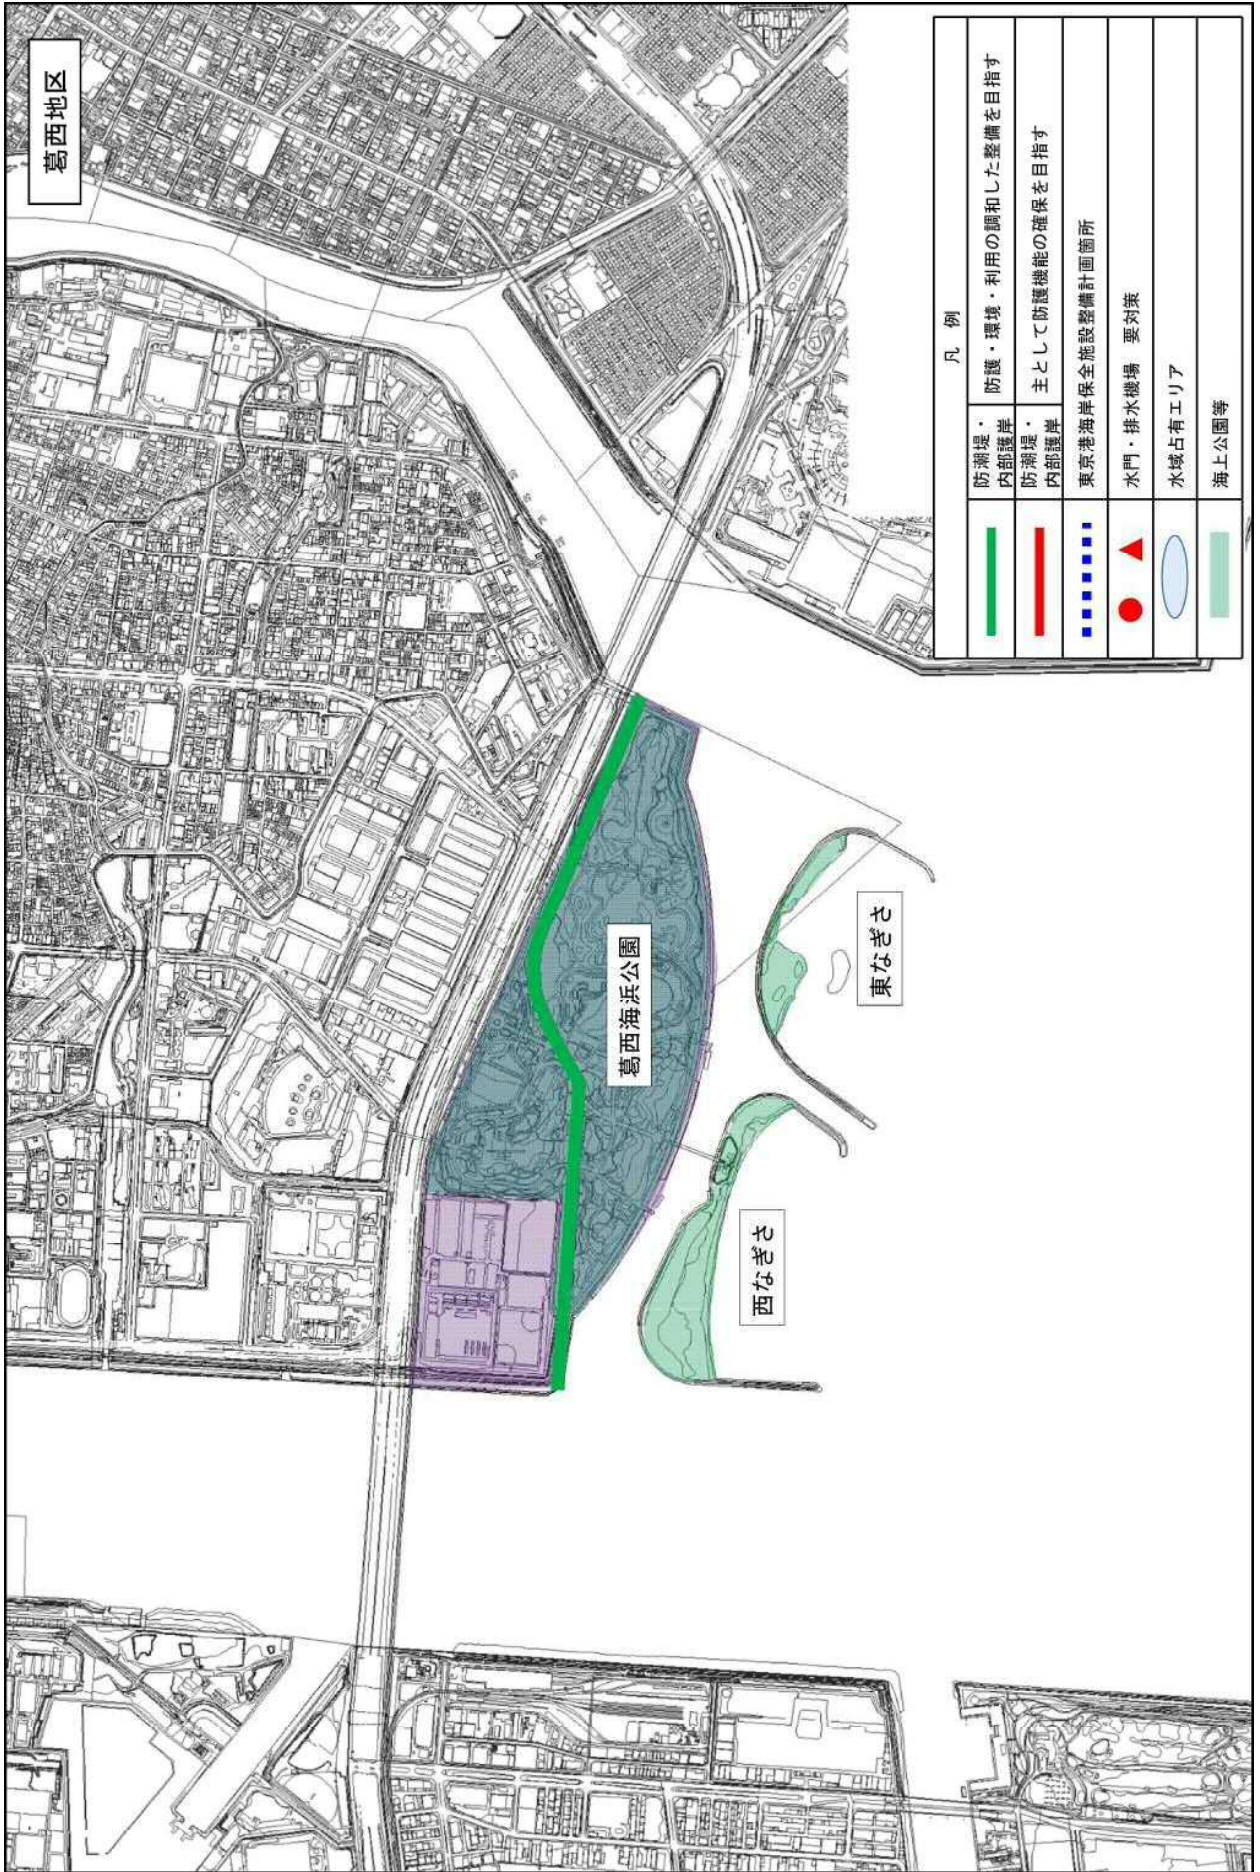 葛西地区
葛西海浜公園
西なぎさ
東なぎさ
凡 例
防潮堤・
内部護岸
防護・環境・利用の調和した整備を目指す
防潮堤・
内部護岸
主として防護機能の確保を目指す
東京港海岸保全施設整備計画箇所
水門・排水機場 要対策
水域占有エリア
海上公園等